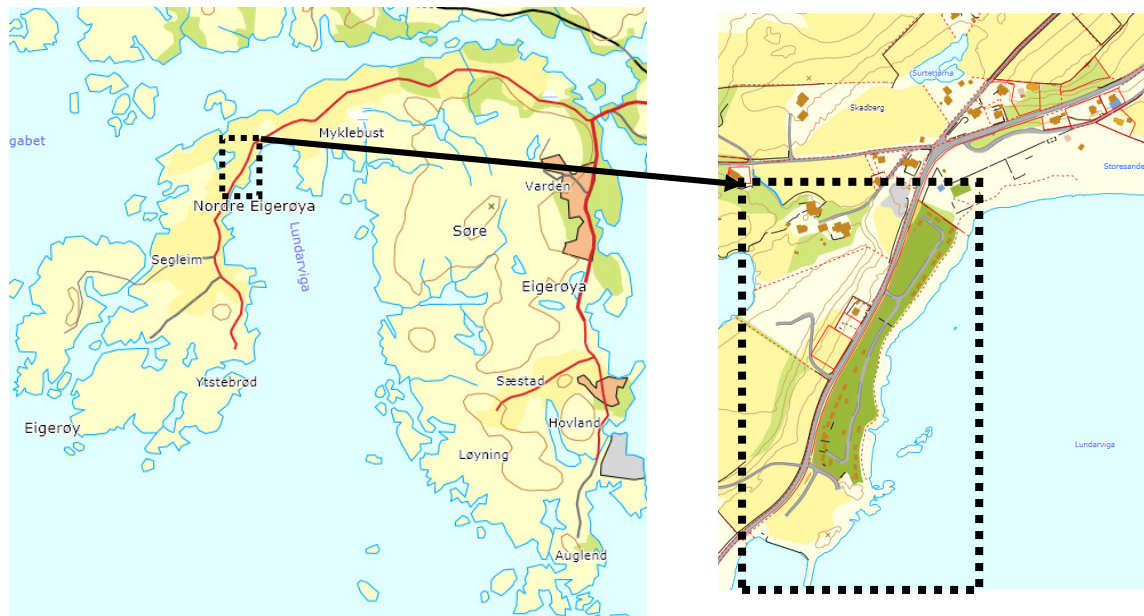 gabet
Myklebust
Varden
Nordre Eigerøya
Søre
Lundarviga
Segleim
Eigerøya
Ytstebrød
Sæstad
Eigerøy
Hovland
Løyning
Auglend
Surtetjørna
Skadberg
Storesande
Lundarviga